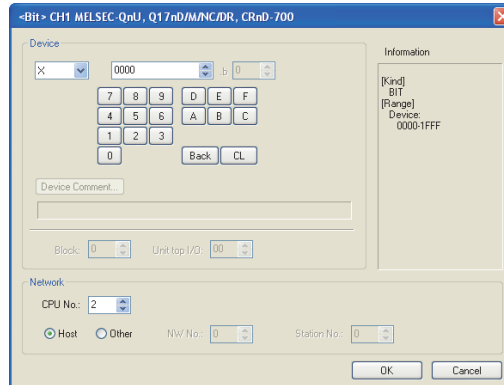 <Bit> CH1 MELSEC-QnU, Q17nD/M/NC/DR, CRnD-700
Device
X 0000 b 0
7 8 9 D E F
4 5 6 A B C
1 2 3
0 Back CL
Device Comment...
Block: 0 Unit top I/O: 00
Information
[Kind]
BIT
[Range]
Device:
0000-1FFF
Network
CPU No.: 2
Host Other NW No.: 0 Station No.: 0
OK Cancel